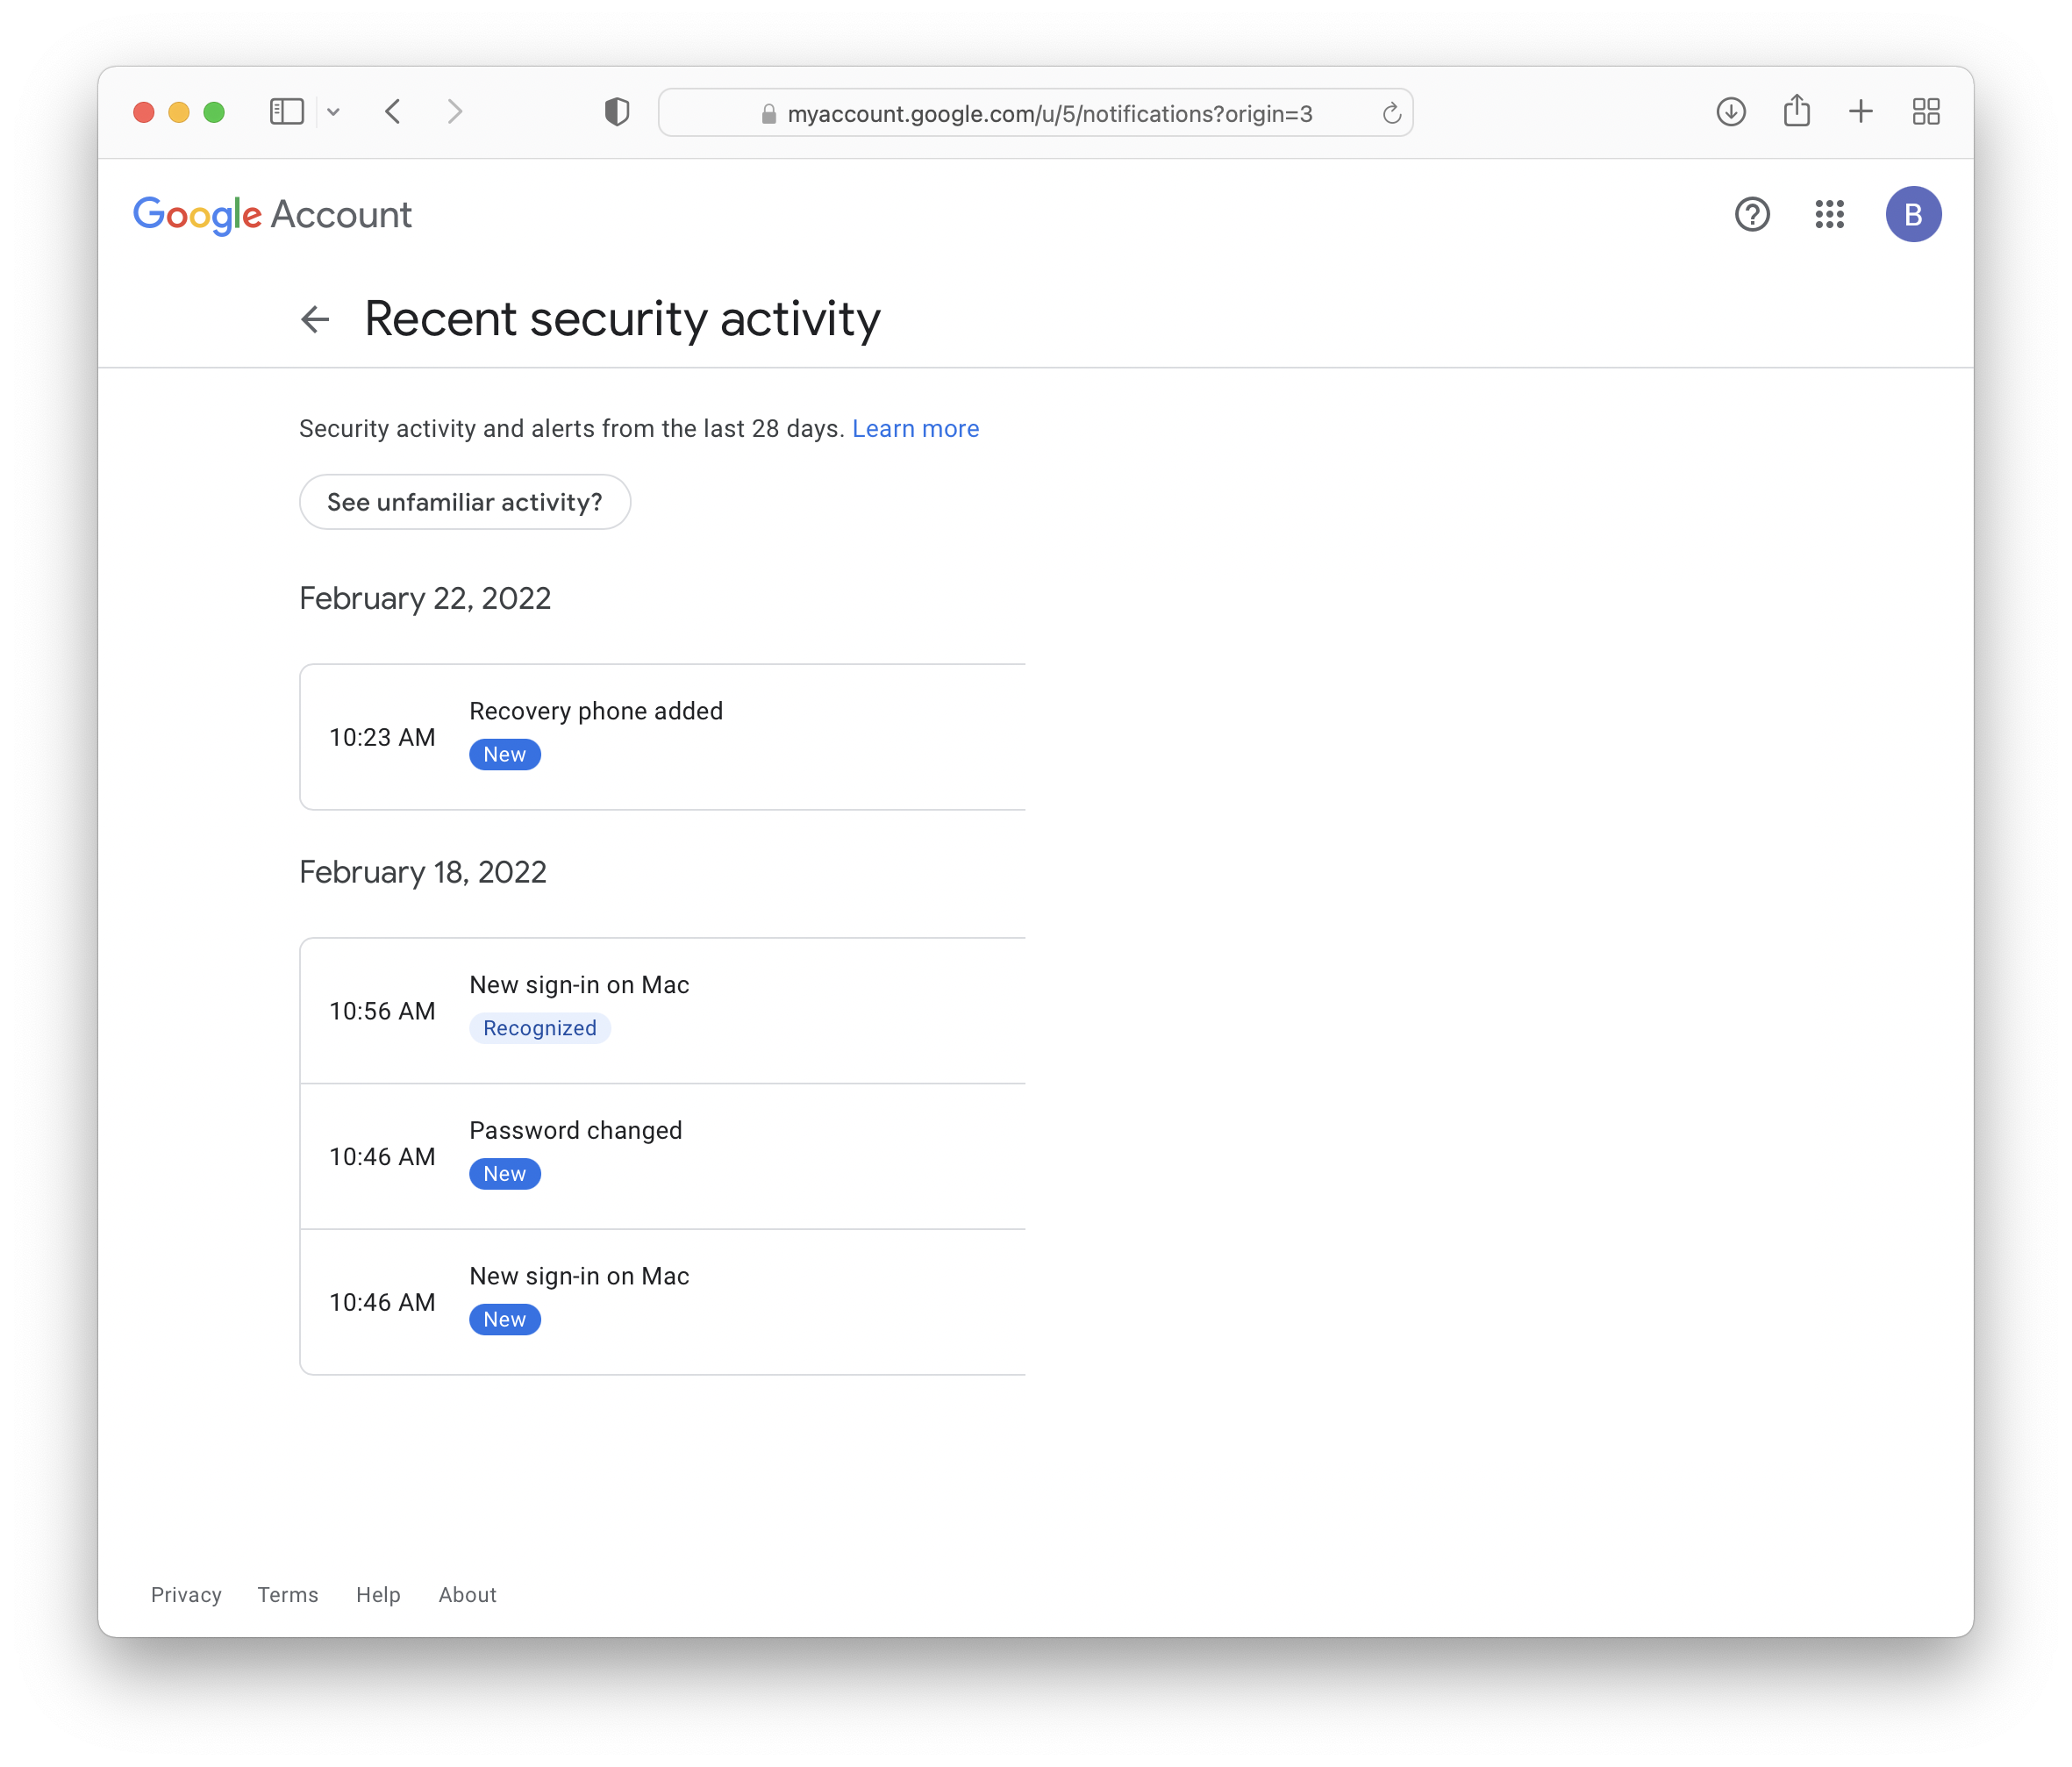 myaccount.google.com/u/5/notifications?origin=3
Google Account
B
Recent security activity
Security activity and alerts from the last 28 days. Learn more
See unfamiliar activity?
February 22, 2022
Recovery phone added
10:23 AM
New
February 18, 2022
New sign-in on Mac
10:56 AM
Recognized
Password changed
10:46 AM
New
New sign-in on Mac
10:46 AM
New
Privacy Terms Help About